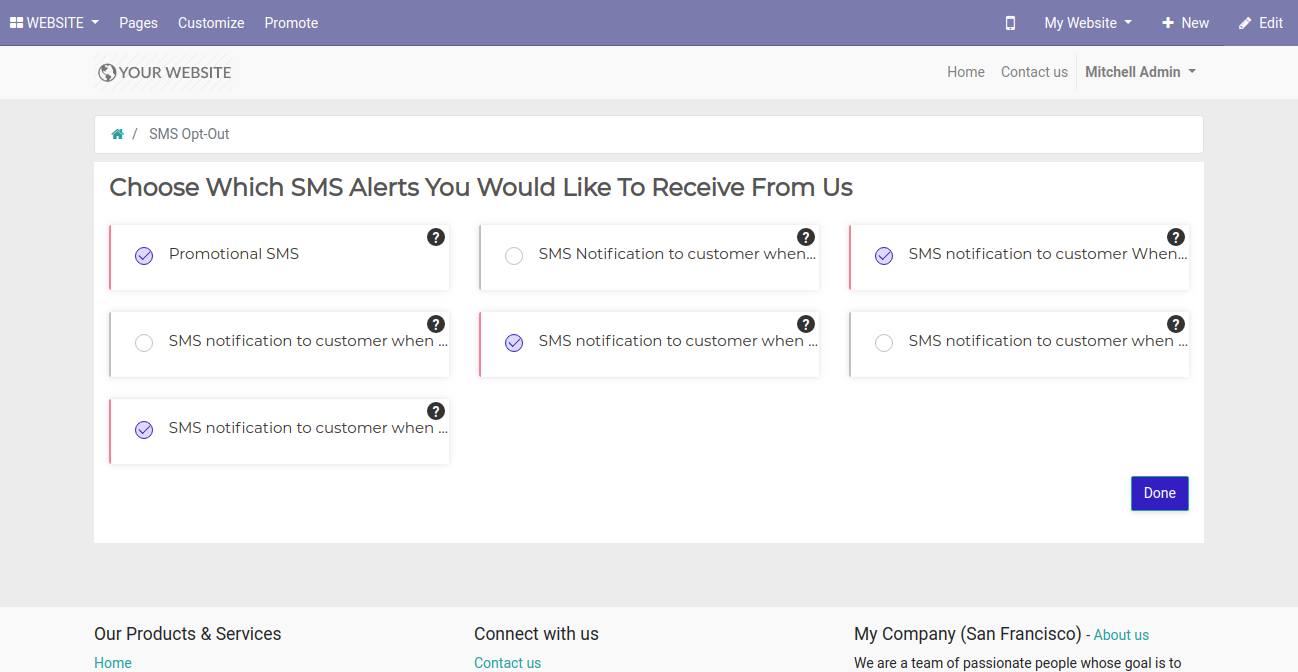 WEBSITE Pages Customize Promote My Website New Edit
YOUR WEBSITE Home Contact us Mitchell Admin
/ SMS Opt-Out
Choose Which SMS Alerts You Would Like To Receive From Us
Promotional SMS ? SMS Notification to customer when... ? SMS notification to customer When... ?
SMS notification to customer when ... ? SMS notification to customer when ... ? SMS notification to customer when ... ?
SMS notification to customer when ... ?
Done
Our Products & Services Connect with us My Company (San Francisco) - About us
Home Contact us We are a team of passionate people whose goal is to